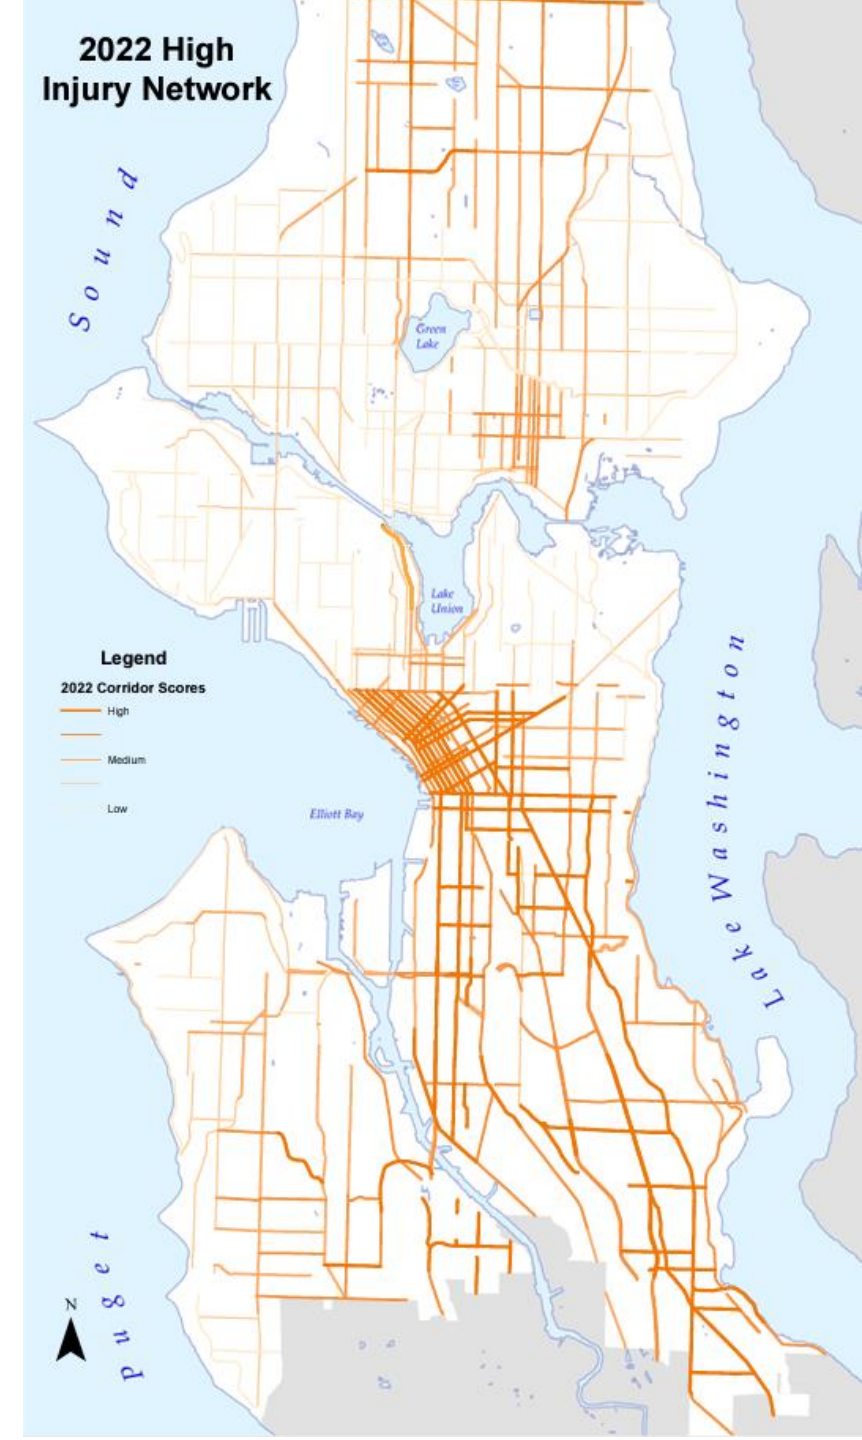 2022 High
Injury Network
Sound
Green
Lake
Lake
Union
Legend
2022 Corridor Scores
High
Medium
Low
Elliott Bay
Lake Washington
N
Puget